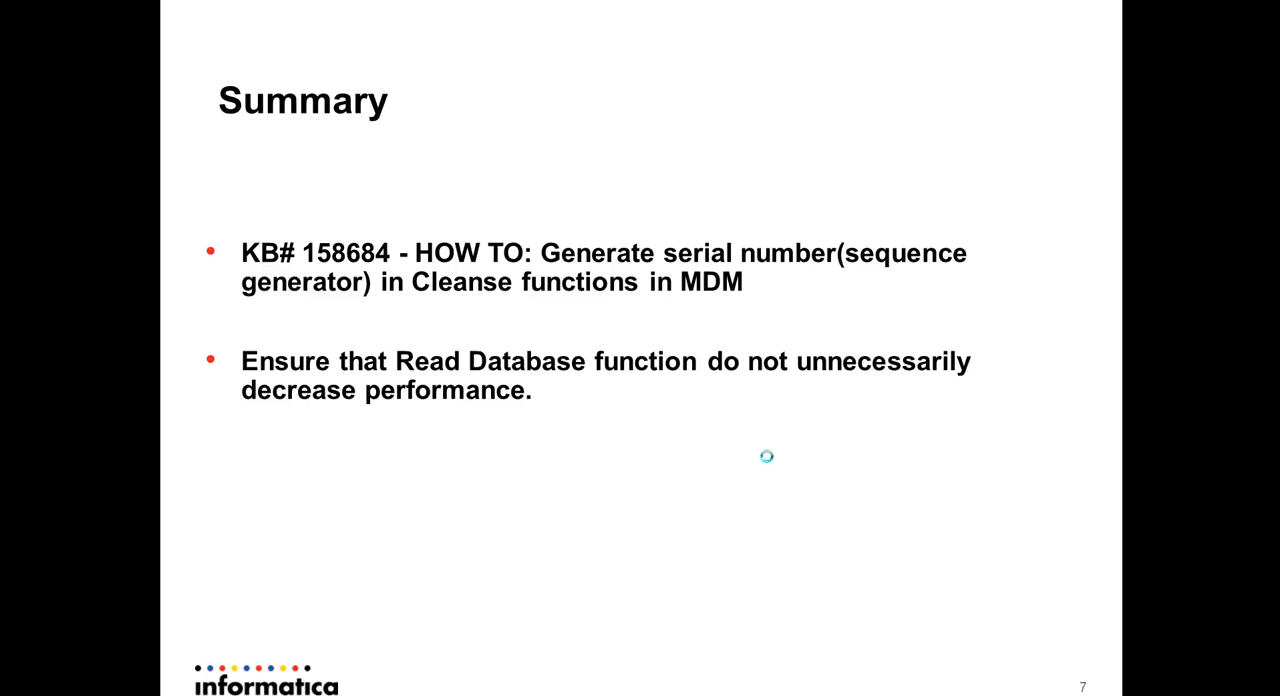 Summary
• KB# 158684 - HOW TO: Generate serial number(sequence
generator) in Cleanse functions in MDM
• Ensure that Read Database function do not unnecessarily
decrease performance.
informatica
7